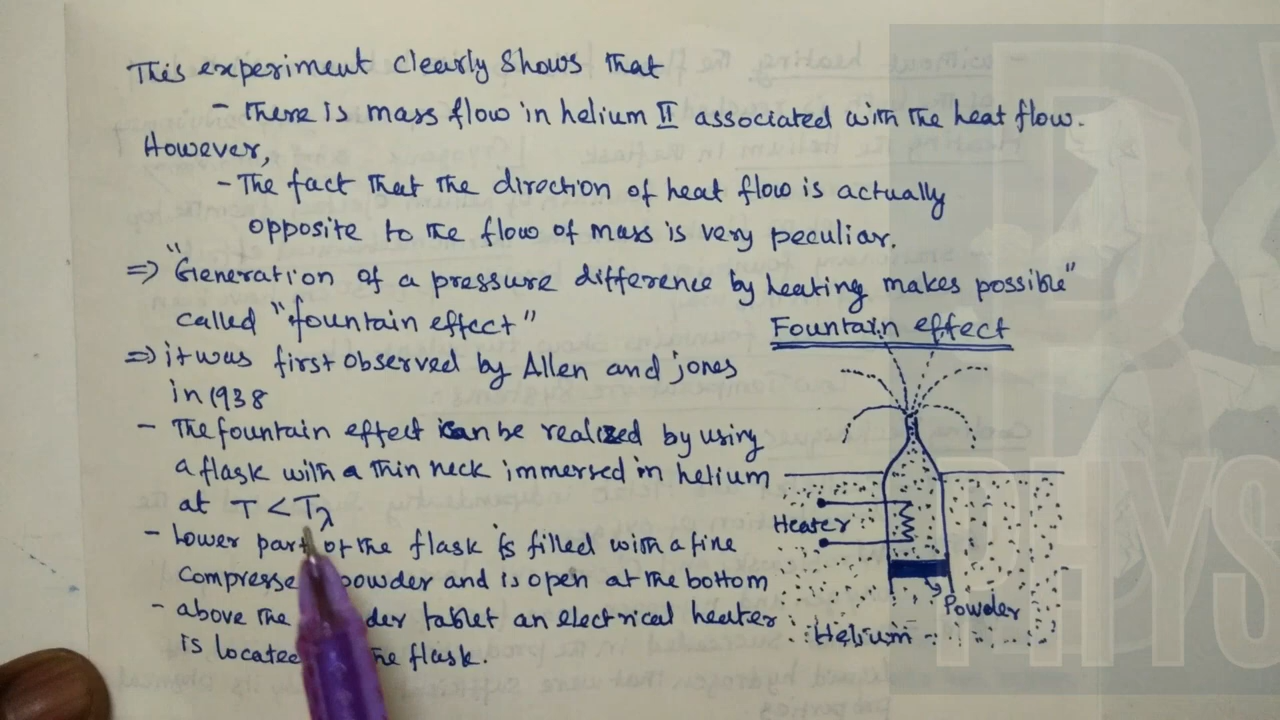 This experiment clearly shows that
- There is mass flow in helium II associated with the heat flow.
However,
- The fact that the direction of heat flow is actually
opposite to the flow of mass is very peculiar.
=> "Generation of a pressure difference by heating makes possible"
called "fountain effect"
=> it was first observed by Allen and jones
in 1938
- The fountain effect can be realized by using
a flask with a thin neck immersed in helium
at T < Tλ
- Lower part of the flask is filled with a fine
compresse powder and is open at the bottom
- above the der tablet an electrical heater
is locate the flask.
Fountain effect
Heater
Powder
Helium
PHYS